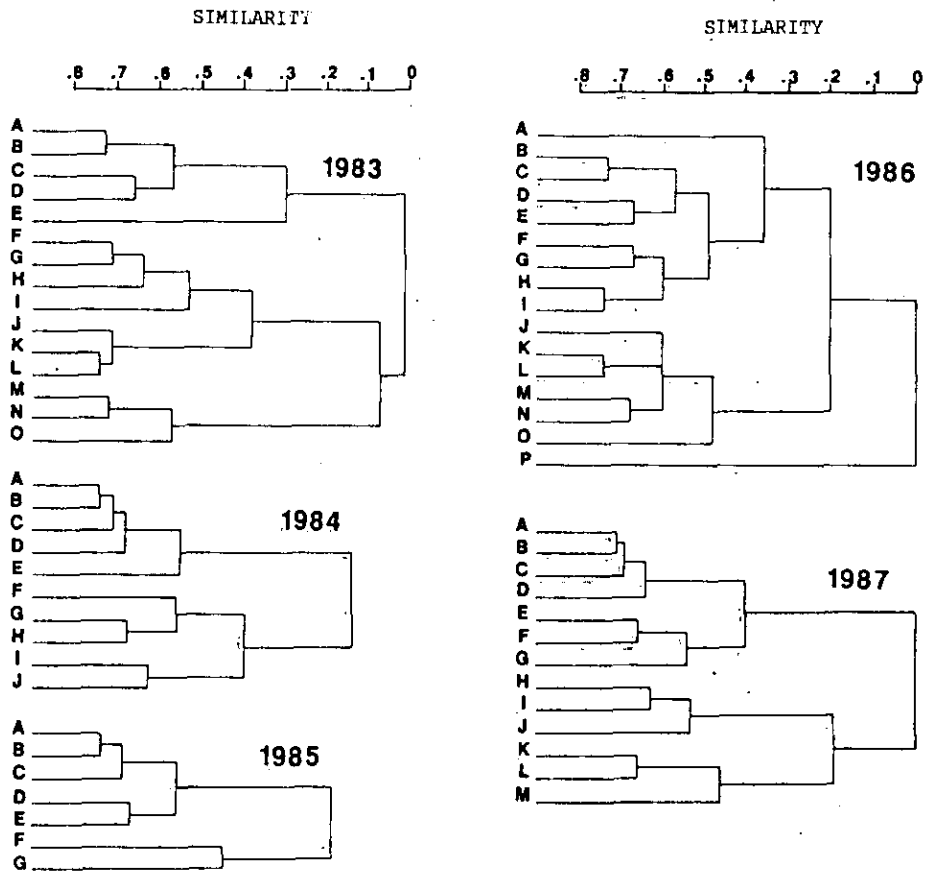 SIMILARITY
.8 .7 .6 .5 .4 .3 .2 .1 0
A
B
C
D
E
F
G
H
I
J
K
L
M
N
O
1983
A
B
C
D
E
F
G
H
I
J
1984
A
B
C
D
E
F
G
1985
SIMILARITY
.8 .7 .6 .5 .4 .3 .2 .1 0
A
B
C
D
E
F
G
H
I
J
K
L
M
N
O
P
1986
A
B
C
D
E
F
G
H
I
J
K
L
M
1987